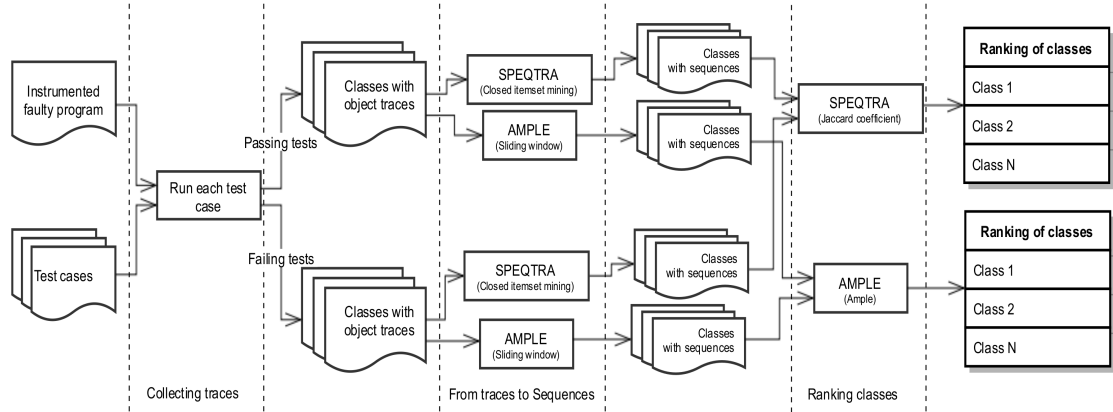 Instrumented
faulty program
Test cases
Run each test
case
Passing tests
Failing tests
Classes with
object traces
Classes with
object traces
SPEQTRA
(Closed itemset mining)
AMPLE
(Sliding window)
SPEQTRA
(Closed itemset mining)
AMPLE
(Sliding window)
Classes
with sequences
Classes
with sequences
Classes
with sequences
Classes
with sequences
SPEQTRA
(Jaccard coefficient)
AMPLE
(Ample)
Ranking of classes
Class 1
Class 2
Class N
Ranking of classes
Class 1
Class 2
Class N
Collecting traces
From traces to Sequences
Ranking classes